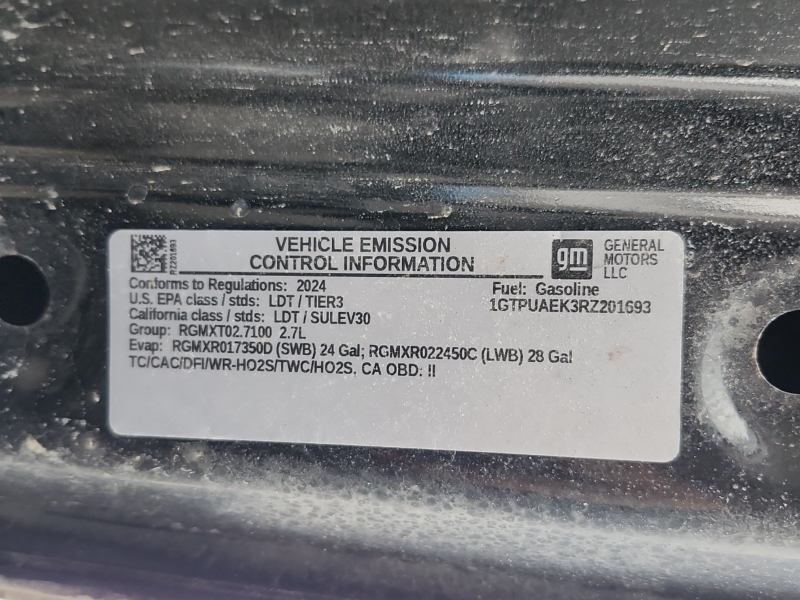 VEHICLE EMISSION
CONTROL INFORMATION
RZ201693
gm
GENERAL
MOTORS
LLC
Conforms to Regulations: 2024
Fuel: Gasoline
U.S. EPA class / stds: LDT / TIER3
1GTPUAEK3RZ201693
California class / stds: LDT / SULEV30
Group: RGMXT02.7100 2.7L
Evap: RGMXR017350D (SWB) 24 Gal; RGMXR022450C (LWB) 28 Gal
TC/CAC/DFI/WR-HO2S/TWC/HO2S, CA OBD: II